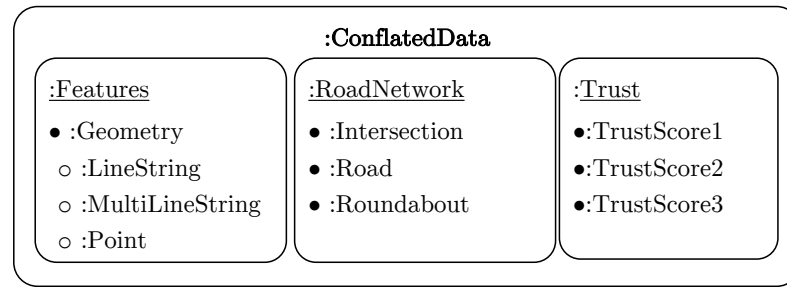 :ConflatedData
:Features
• :Geometry
○ :LineString
○ :MultiLineString
○ :Point
:RoadNetwork
• :Intersection
• :Road
• :Roundabout
:Trust
•:TrustScore1
•:TrustScore2
•:TrustScore3